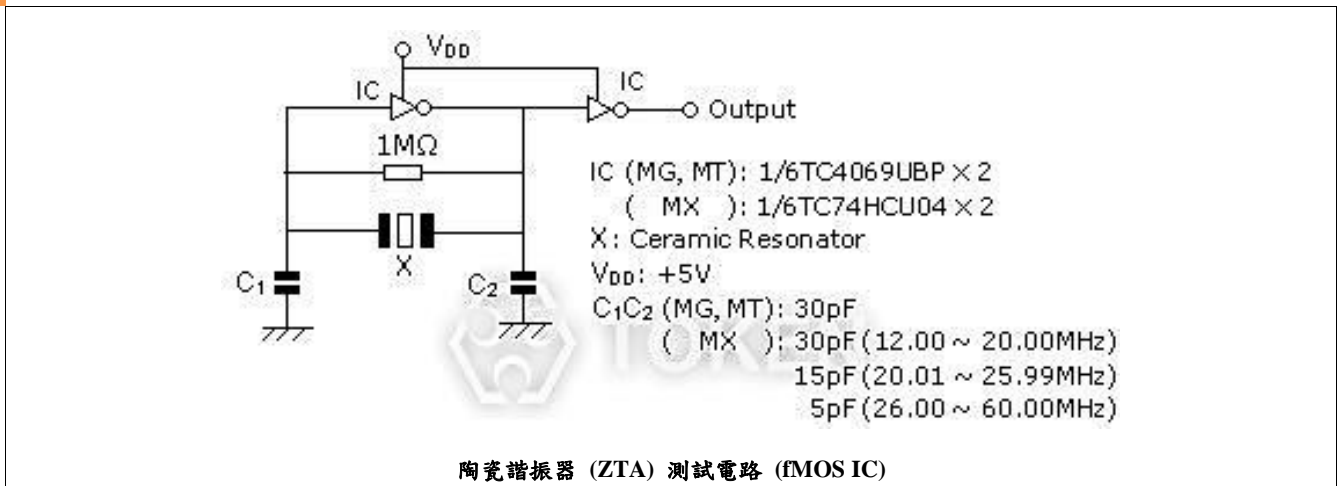 VDD
IC
IC
Output
1MΩ
X
C1
C2
IC (MG, MT): 1/6TC4069UBP × 2
( MX ): 1/6TC74HCU04 × 2
X: Ceramic Resonator
VDD: +5V
C1C2 (MG, MT): 30pF
( MX ): 30pF (12.00 ~ 20.00MHz)
15pF (20.01 ~ 25.99MHz)
5pF (26.00 ~ 60.00MHz)
TOKEN
陶瓷諧振器 (ZTA) 測試電路 (fMOS IC)